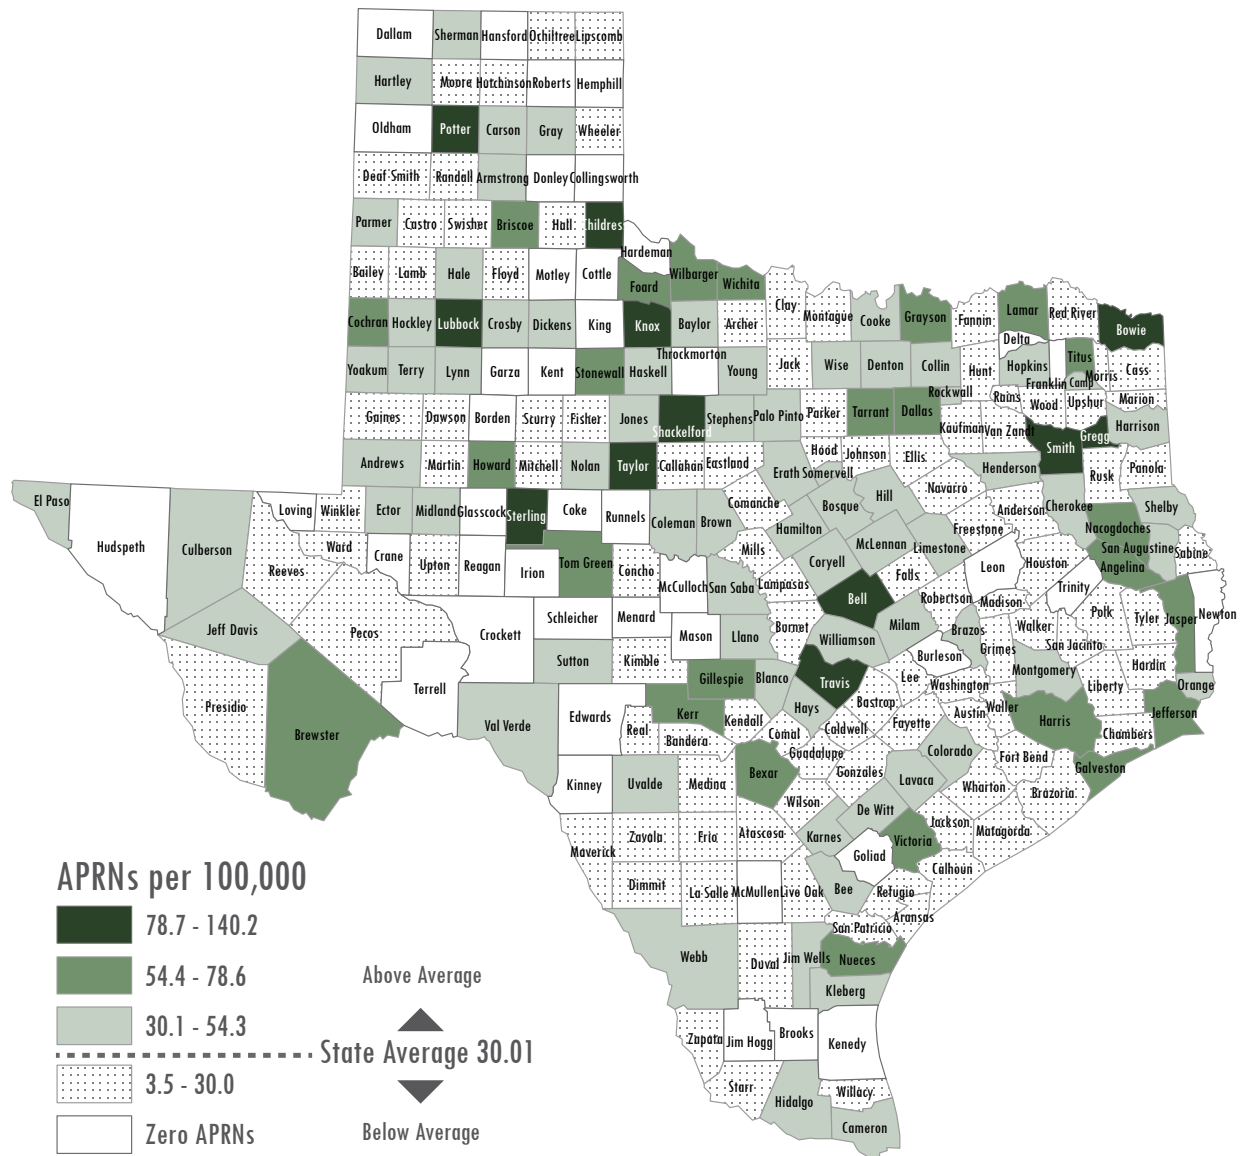 Dallam Sherman Hansford Ochiltree Lipscomb
Hartley Moore Hutchinson Roberts Hemphill
Oldham Potter Carson Gray Wheeler
Deaf Smith Randall Armstrong Donley Collingsworth
Parmer Castro Swisher Briscoe Hall Childres
Hardeman
Bailey Lamb Hale Floyd Motley Cottle Foard Wilbarger Wichita
Clay Montague Cooke Grayson Fannin Lamar Red River Bowie
Cochran Hockley Lubbock Crosby Dickens King Knox Baylor Archer
Delta Titus
Throckmorton
Yoakum Terry Lynn Garza Kent Stonewall Haskell Young Jack Wise Denton Collin Hunt Hopkins Franklin Camp Morris Cass
Rockwall Rains Wood Upshur Marion
Gaines Dawson Borden Scurry Fisher Jones Shackelford Stephens Palo Pinto Parker Tarrant Dallas Kaufman Van Zandt Smith Gregg Harrison
Andrews Martin Howard Mitchell Nolan Taylor Callahan Eastland Erath Hood Somervell Johnson Ellis Navarro Henderson Rusk Panola
El Paso Hudspeth Culberson Loving Winkler Ector Midland Glasscock Sterling Coke Runnels Coleman Brown Comanche Hamilton Bosque Hill Freestone Anderson Cherokee Shelby
Nacogdoches San Augustine Sabine Angelina
Reeves Ward Crane Upton Reagan Irion Tom Green Concho McCulloch San Saba Mills Lampasas Coryell McLennan Limestone Falls Leon Houston Trinity
Jeff Davis Pecos Crockett Schleicher Menard Mason Llano Burnet Bell Williamson Milam Robertson Brazos Madison Grimes Walker San Jacinto Polk Tyler Jasper Newton
Presidio Brewster Terrell Val Verde Sutton Kimble Gillespie Blanco Travis Hays Bastrop Lee Burleson Washington Montgomery Liberty Hardin Orange
Edwards Real Kerr Kendall Bandera Comal Caldwell Guadalupe Fayette Austin Waller Harris Chambers Jefferson Galveston
Kinney Uvalde Medina Bexar Wilson Gonzales Lavaca Colorado Wharton Fort Bend Brazoria
Maverick Zavala Frio Atascosa Karnes De Witt Victoria Jackson Matagorda
Goliad Calhoun
Dimmit La Salle McMullen Live Oak Bee Refugio Aransas
San Patricio
Webb Duval Jim Wells Nueces
Kleberg
Zapata Jim Hogg Brooks Kenedy
Starr Hidalgo Willacy
Cameron
APRNs per 100,000
78.7 - 140.2
54.4 - 78.6
30.1 - 54.3
3.5 - 30.0
Zero APRNs
Above Average
State Average 30.01
Below Average